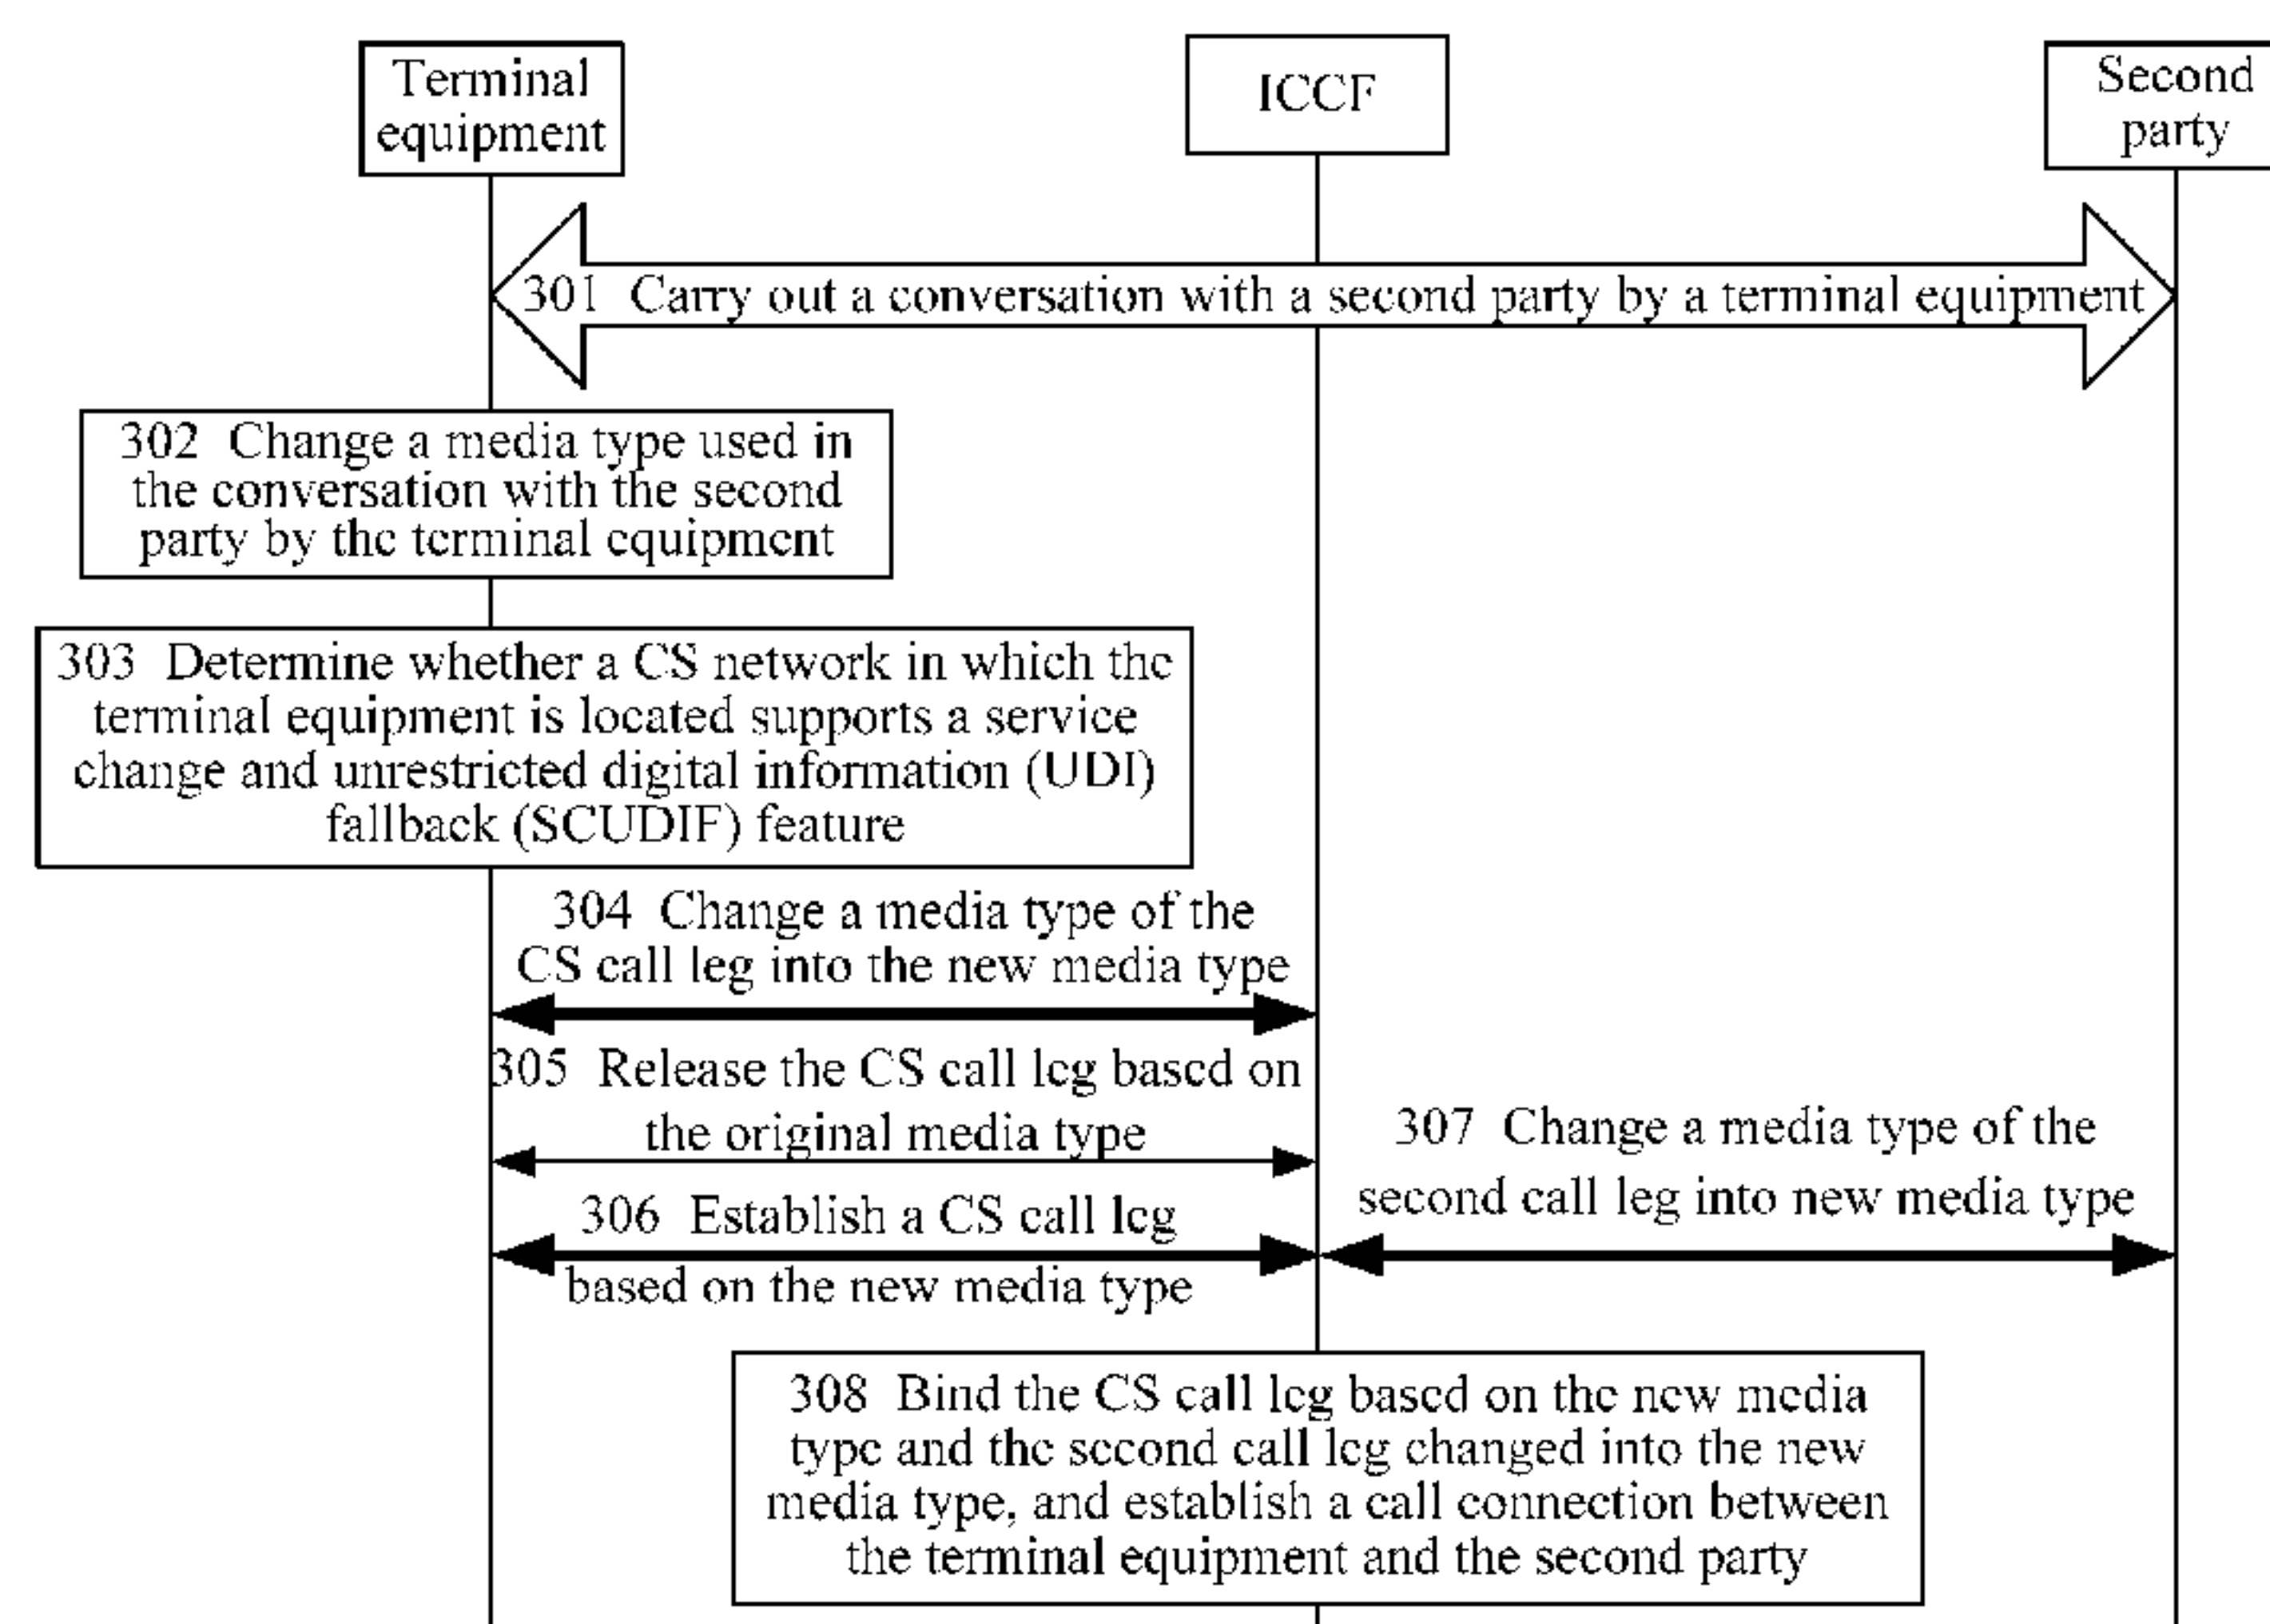 Terminal
equipment
ICCF
Second
party
301 Carry out a conversation with a second party by a terminal equipment
302 Change a media type used in
the conversation with the second
party by the terminal equipment
303 Determine whether a CS network in which the
terminal equipment is located supports a service
change and unrestricted digital information (UDI)
fallback (SCUDIF) feature
304 Change a media type of the
CS call leg into the new media type
305 Release the CS call leg based on
the original media type
306 Establish a CS call leg
based on the new media type
307 Change a media type of the
second call leg into new media type
308 Bind the CS call leg based on the new media
type and the second call leg changed into the new
media type, and establish a call connection between
the terminal equipment and the second party